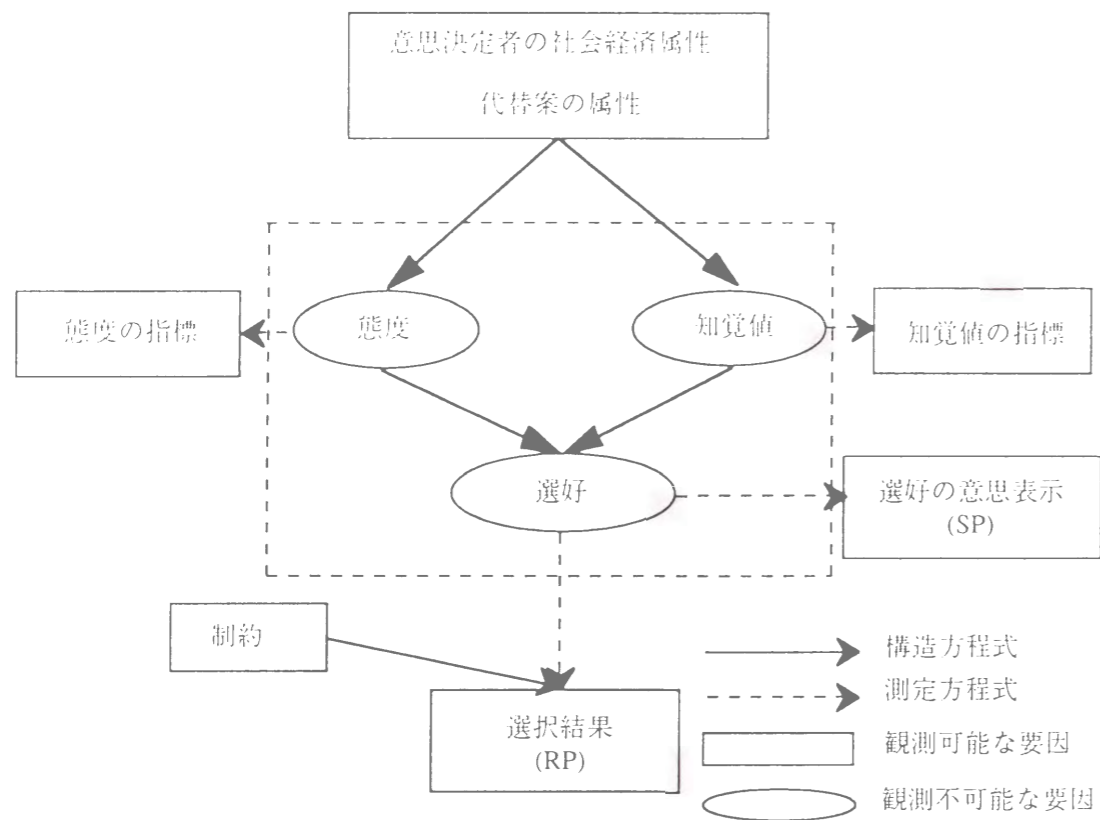 意思決定者の社会経済属性
代替案の属性
態度の指標
態度
知覚値
知覚値の指標
選好
選好の意思表示
(SP)
制約
選択結果
(RP)
構造方程式
測定方程式
観測可能な要因
観測不可能な要因